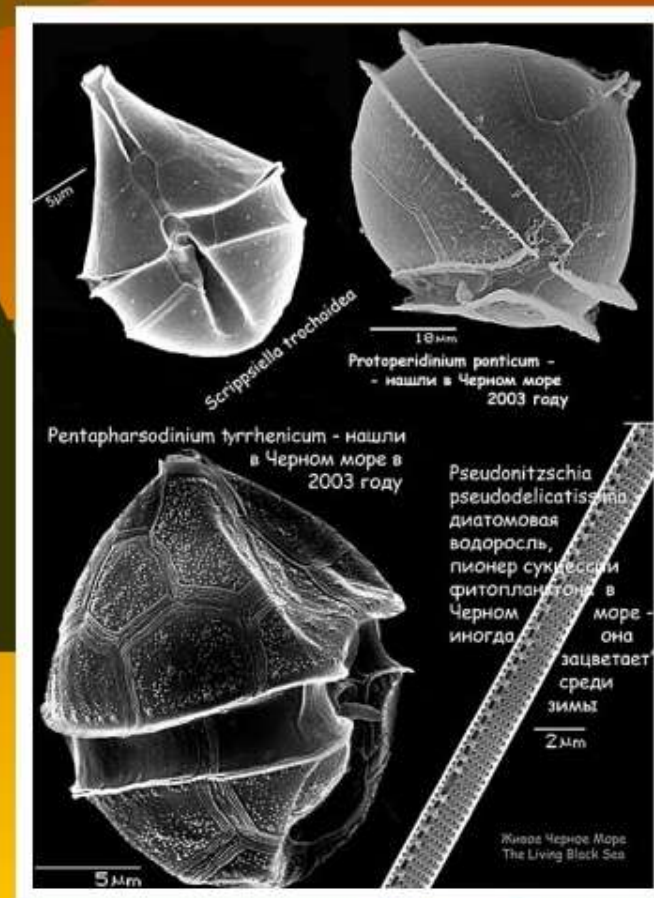 5µm
Scrippsiella trochoidea
10µm
Protoperidinium ponticum -
- нашли в Черном море
2003 году
Pentapharsodinium tyrrhenicum - нашли
в Черном море в
2003 году
Pseudonitzschia
pseudodelicatissima
диатомовая
водоросль,
пионер сукцессии
фитопланктона в
Черном море -
иногда она
зацветает"
среди
зимы
2µm
5µm
Живое Черное Море
The Living Black Sea